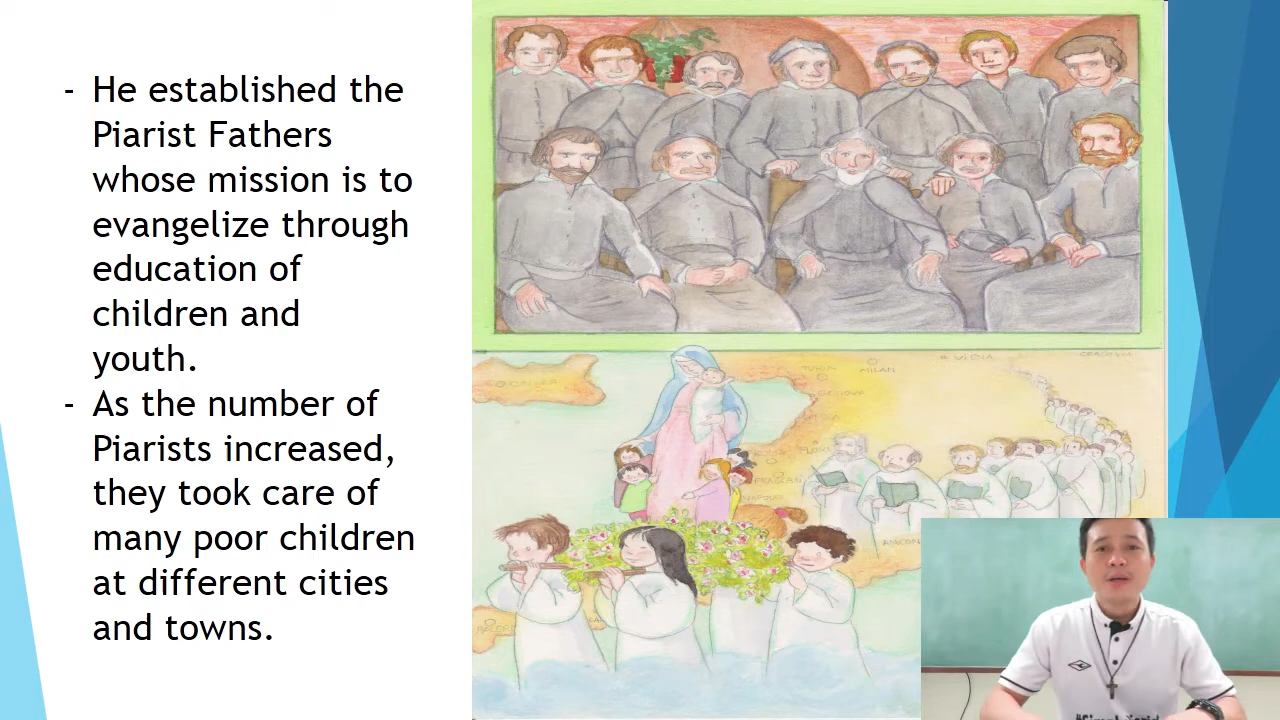 - He established the
Piarist Fathers
whose mission is to
evangelize through
education of
children and
youth.
- As the number of
Piarists increased,
they took care of
many poor children
at different cities
and towns.
MILAN